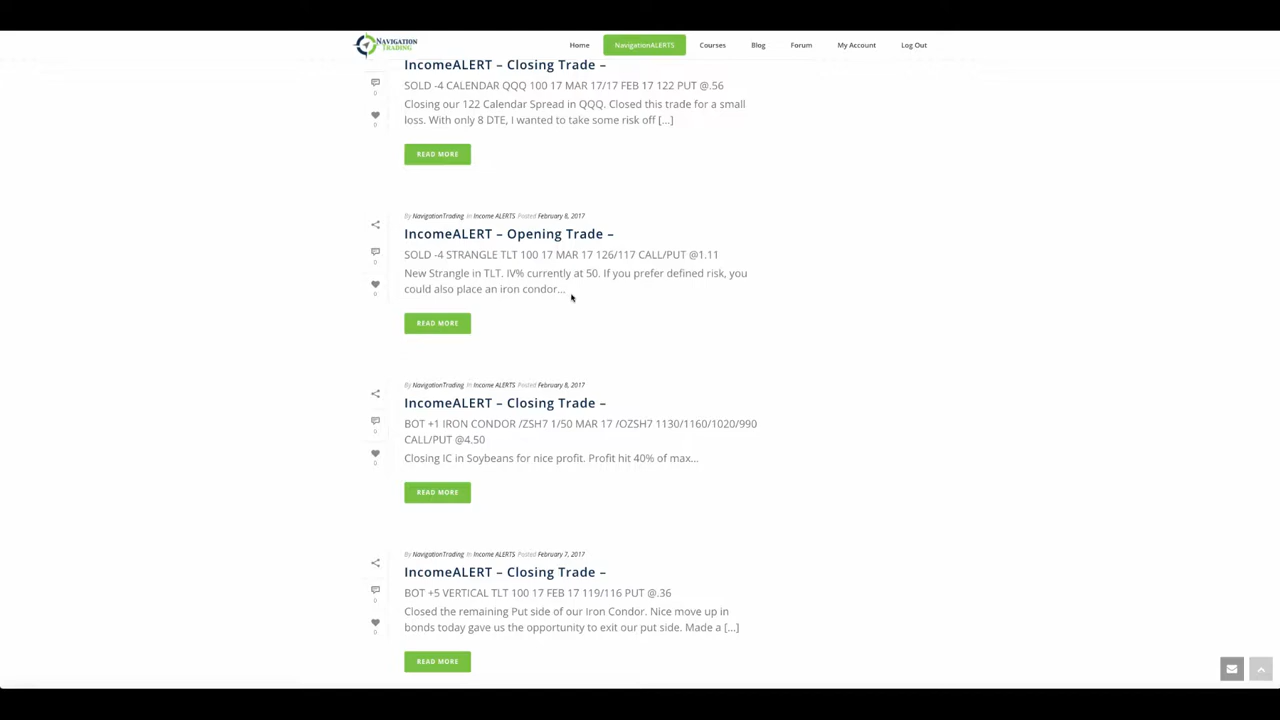 NAVIGATION
TRADING
Home
NavigationALERTS
Courses
Blog
Forum
My Account
Log Out
IncomeALERT – Closing Trade –
SOLD -4 CALENDAR QQQ 100 17 MAR 17/17 FEB 17 122 PUT @.56
Closing our 122 Calendar Spread in QQQ. Closed this trade for a small
loss. With only 8 DTE, I wanted to take some risk off [...]
0
0
READ MORE
By NavigationTrading In Income ALERTS Posted February 8, 2017
IncomeALERT – Opening Trade –
SOLD -4 STRANGLE TLT 100 17 MAR 17 126/117 CALL/PUT @1.11
New Strangle in TLT. IV% currently at 50. If you prefer defined risk, you
could also place an iron condor...
0
0
READ MORE
By NavigationTrading In Income ALERTS Posted February 8, 2017
IncomeALERT – Closing Trade –
BOT +1 IRON CONDOR /ZSH7 1/50 MAR 17 /OZSH7 1130/1160/1020/990
CALL/PUT @4.50
Closing IC in Soybeans for nice profit. Profit hit 40% of max...
0
0
READ MORE
By NavigationTrading In Income ALERTS Posted February 7, 2017
IncomeALERT – Closing Trade –
BOT +5 VERTICAL TLT 100 17 FEB 17 119/116 PUT @.36
Closed the remaining Put side of our Iron Condor. Nice move up in
bonds today gave us the opportunity to exit our put side. Made a [...]
0
0
READ MORE